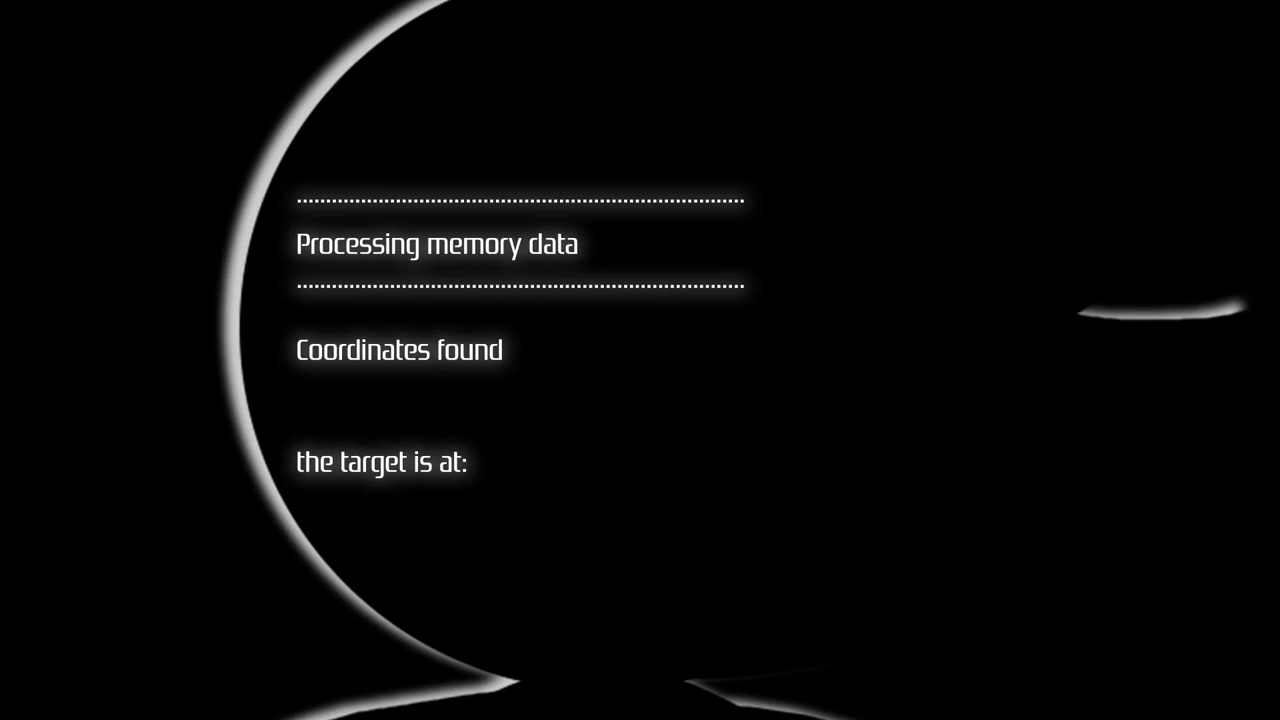 Processing memory data
Coordinates found
the target is at: